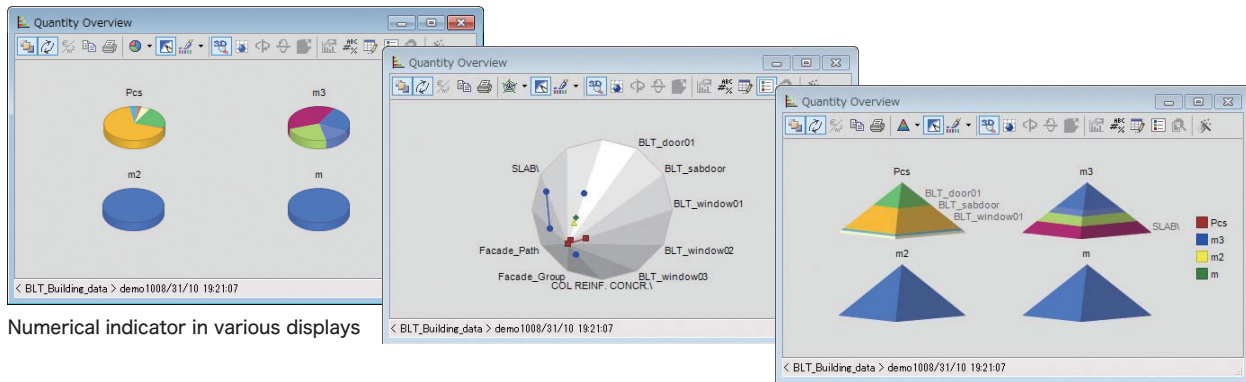 Quantity Overview
Pcs
m3
m2
m
< BLT_Building_data > demo1008/31/10 19:21:07
Numerical indicator in various displays
Quantity Overview
BLT_door01
SLAB\
BLT_sabdoor
BLT_window01
Facade_Path
BLT_window02
Facade_Group
BLT_window03
COL REINF. CONCR.\
< BLT_Building_data > demo1008/31/10 19:21:07
Quantity Overview
Pcs
m3
BLT_door01
BLT_sabdoor
BLT_window01
SLAB\
Pcs
m3
m2
m
m2
m
< BLT_Building_data > demo1008/31/10 19:21:07